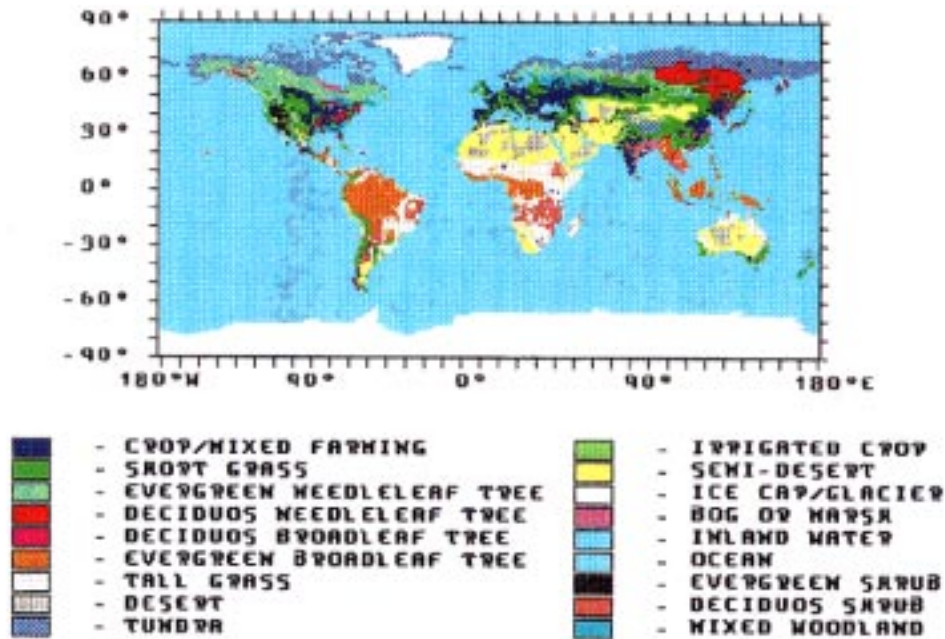 90°
60°
30°
0°
-30°
-60°
-90°
180°W 90° 0° 90° 180°E
- CROP/MIXED FARMING
- SHORT GRASS
- EVERGREEN NEEDLELEAF TREE
- DECIDUOS NEEDLELEAF TREE
- DECIDUOS BROADLEAF TREE
- EVERGREEN BROADLEAF TREE
- TALL GRASS
- DESERT
- TUNDRA
- IRRIGATED CROP
- SEMI-DESERT
- ICE CAP/GLACIER
- BOG OR MARSH
- INLAND WATER
- OCEAN
- EVERGREEN SHRUB
- DECIDUOS SHRUB
- MIXED WOODLAND